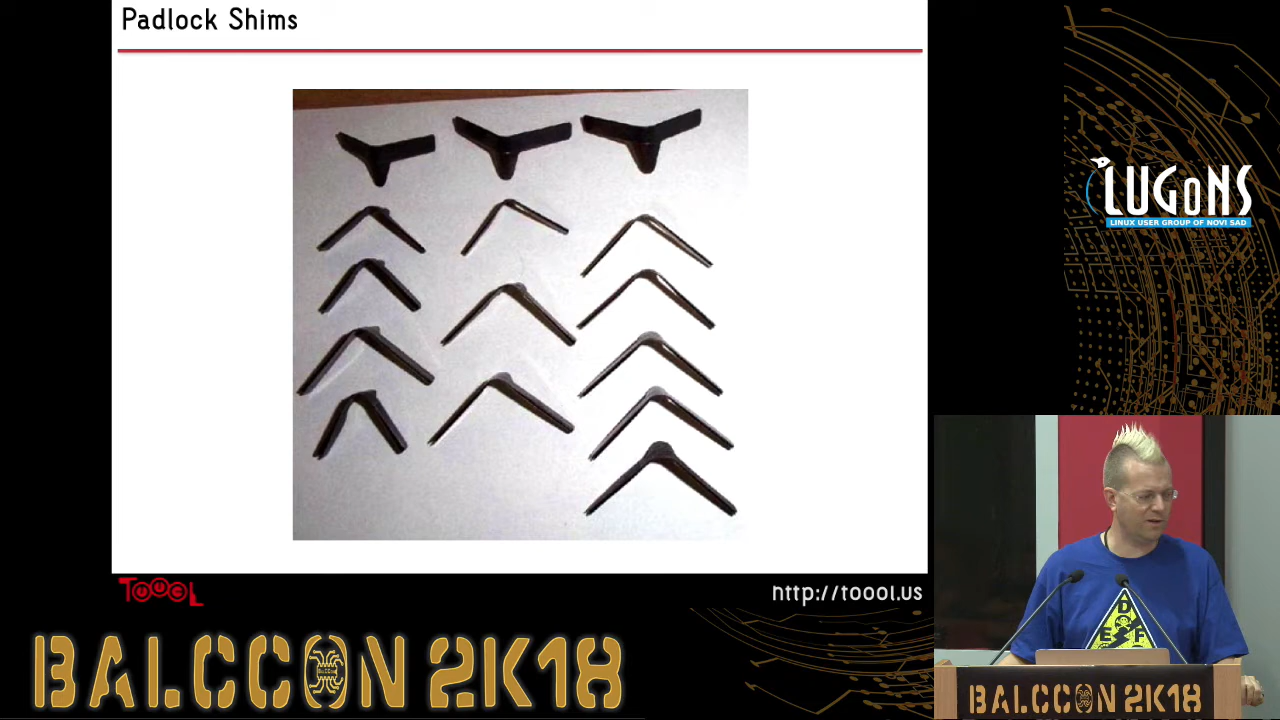 Padlock Shims
LUGoNS
LINUX USER GROUP OF NOVI SAD
D
E F
TOOOL
http://toool.us
BALCCON 2K18
BALCCON 2K18